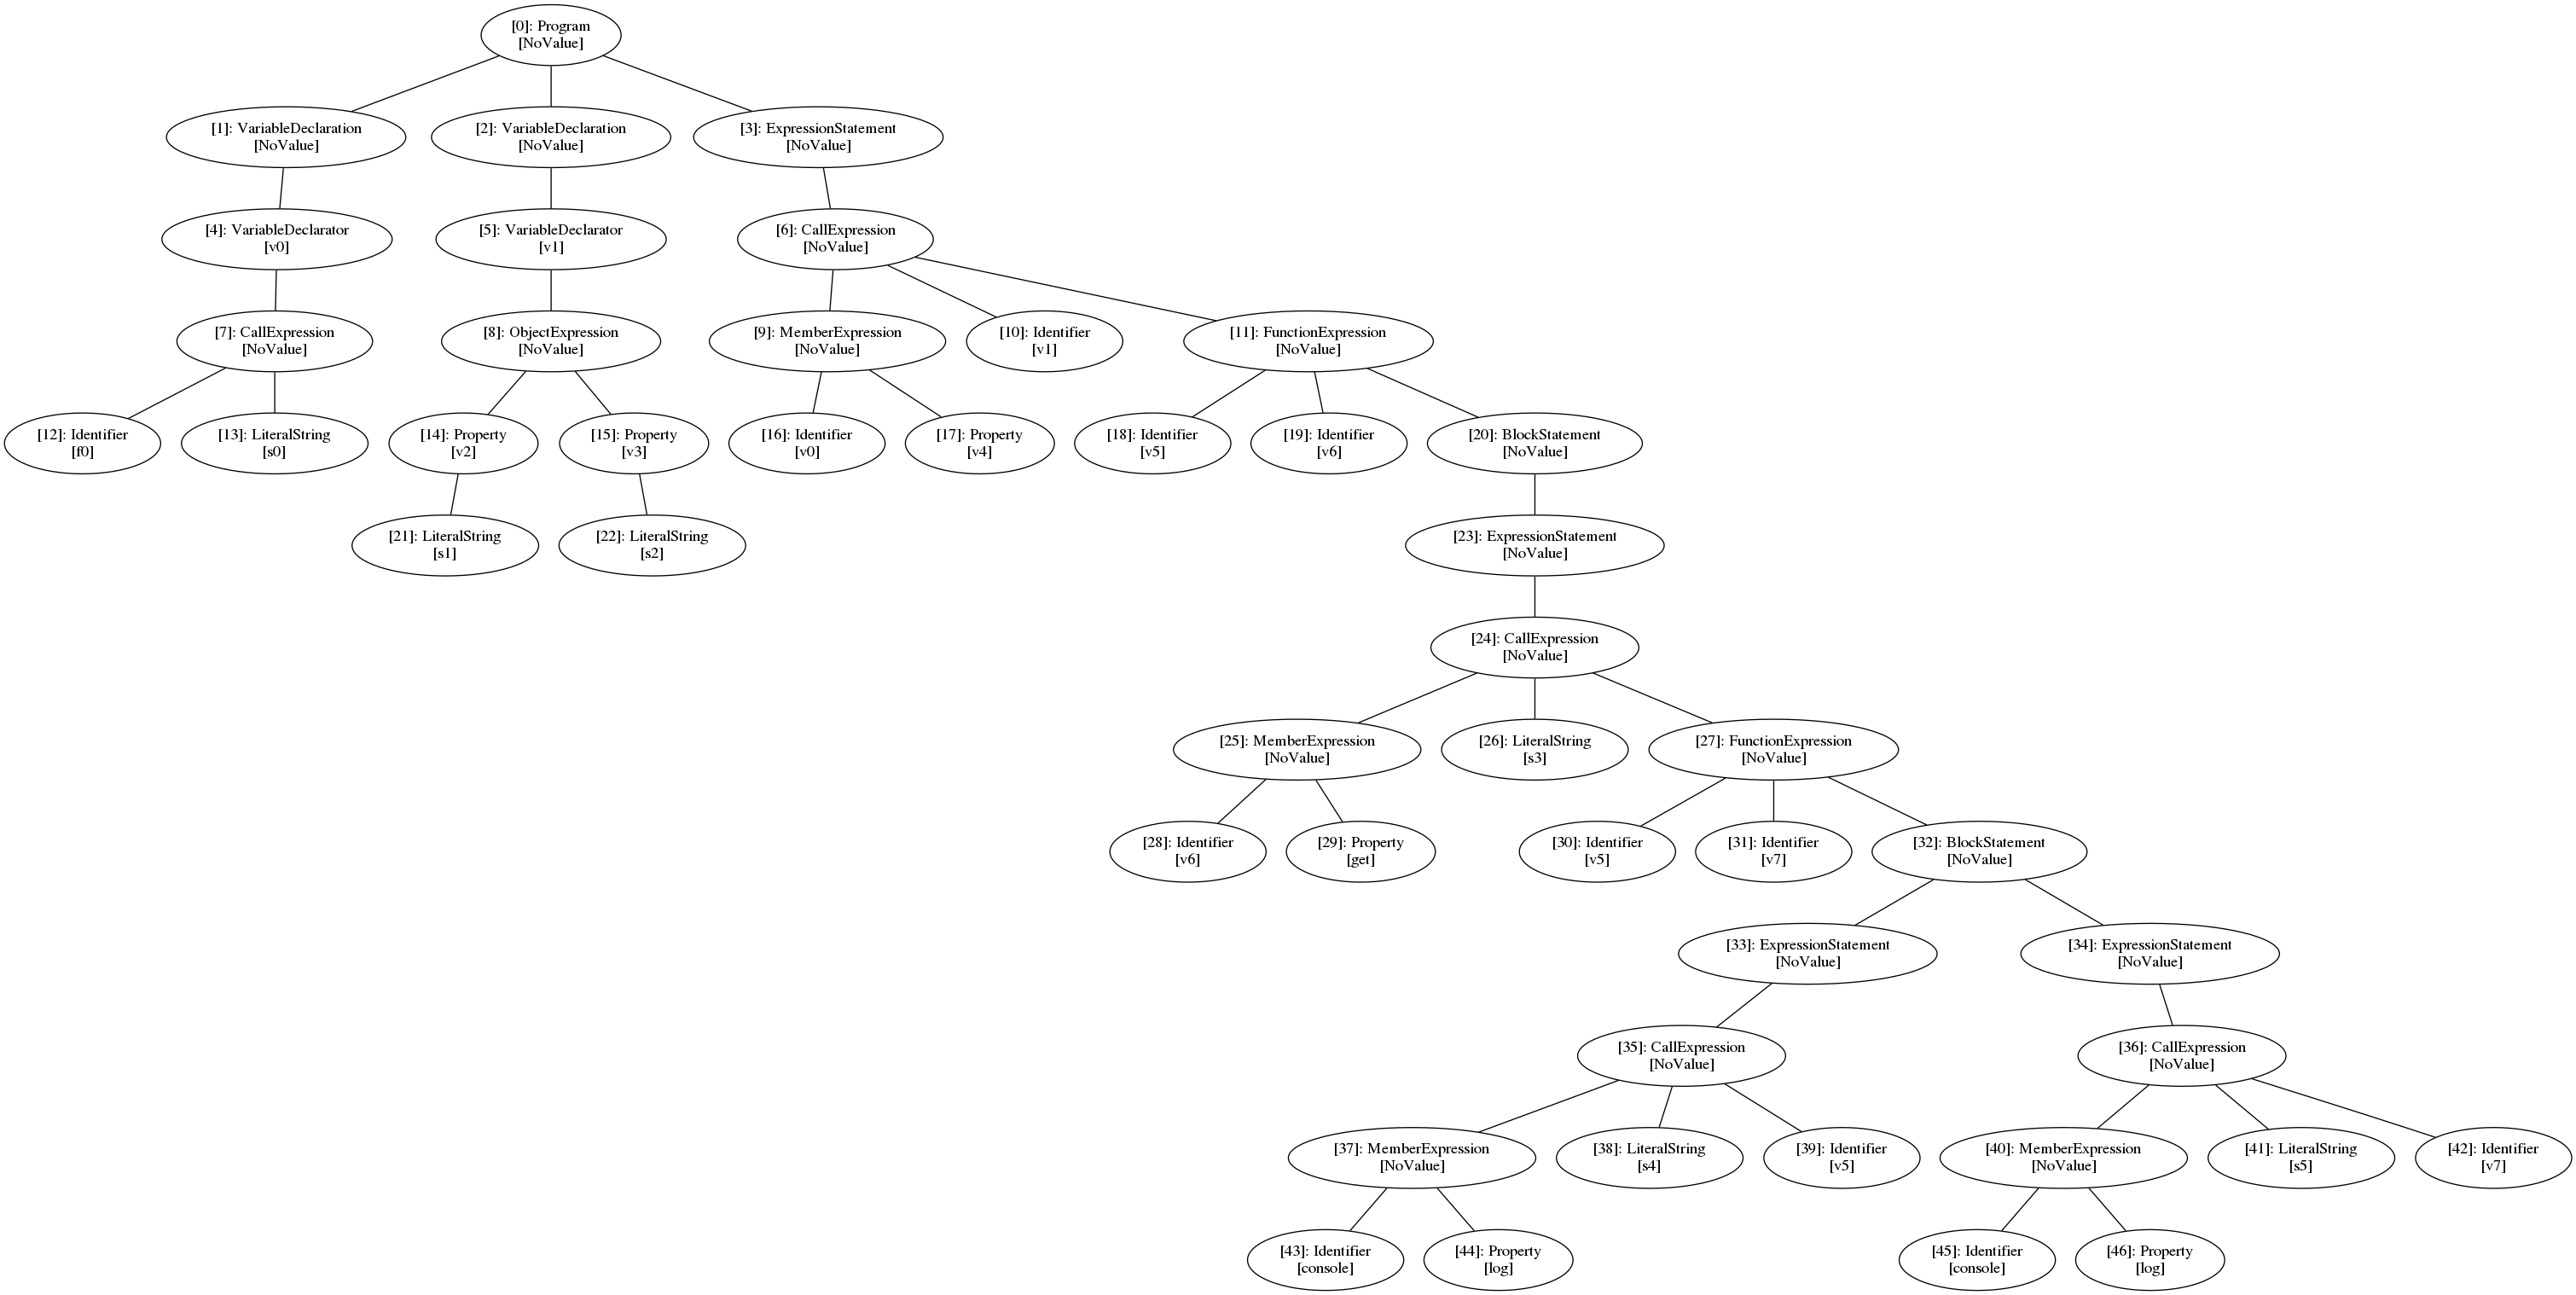 [0]: Program
[NoValue]
[1]: VariableDeclaration
[NoValue]
[2]: VariableDeclaration
[NoValue]
[3]: ExpressionStatement
[NoValue]
[4]: VariableDeclarator
[v0]
[5]: VariableDeclarator
[v1]
[6]: CallExpression
[NoValue]
[7]: CallExpression
[NoValue]
[8]: ObjectExpression
[NoValue]
[9]: MemberExpression
[NoValue]
[10]: Identifier
[v1]
[11]: FunctionExpression
[NoValue]
[12]: Identifier
[f0]
[13]: LiteralString
[s0]
[14]: Property
[v2]
[15]: Property
[v3]
[16]: Identifier
[v0]
[17]: Property
[v4]
[18]: Identifier
[v5]
[19]: Identifier
[v6]
[20]: BlockStatement
[NoValue]
[21]: LiteralString
[s1]
[22]: LiteralString
[s2]
[23]: ExpressionStatement
[NoValue]
[24]: CallExpression
[NoValue]
[25]: MemberExpression
[NoValue]
[26]: LiteralString
[s3]
[27]: FunctionExpression
[NoValue]
[28]: Identifier
[v6]
[29]: Property
[get]
[30]: Identifier
[v5]
[31]: Identifier
[v7]
[32]: BlockStatement
[NoValue]
[33]: ExpressionStatement
[NoValue]
[34]: ExpressionStatement
[NoValue]
[35]: CallExpression
[NoValue]
[36]: CallExpression
[NoValue]
[37]: MemberExpression
[NoValue]
[38]: LiteralString
[s4]
[39]: Identifier
[v5]
[40]: MemberExpression
[NoValue]
[41]: LiteralString
[s5]
[42]: Identifier
[v7]
[43]: Identifier
[console]
[44]: Property
[log]
[45]: Identifier
[console]
[46]: Property
[log]